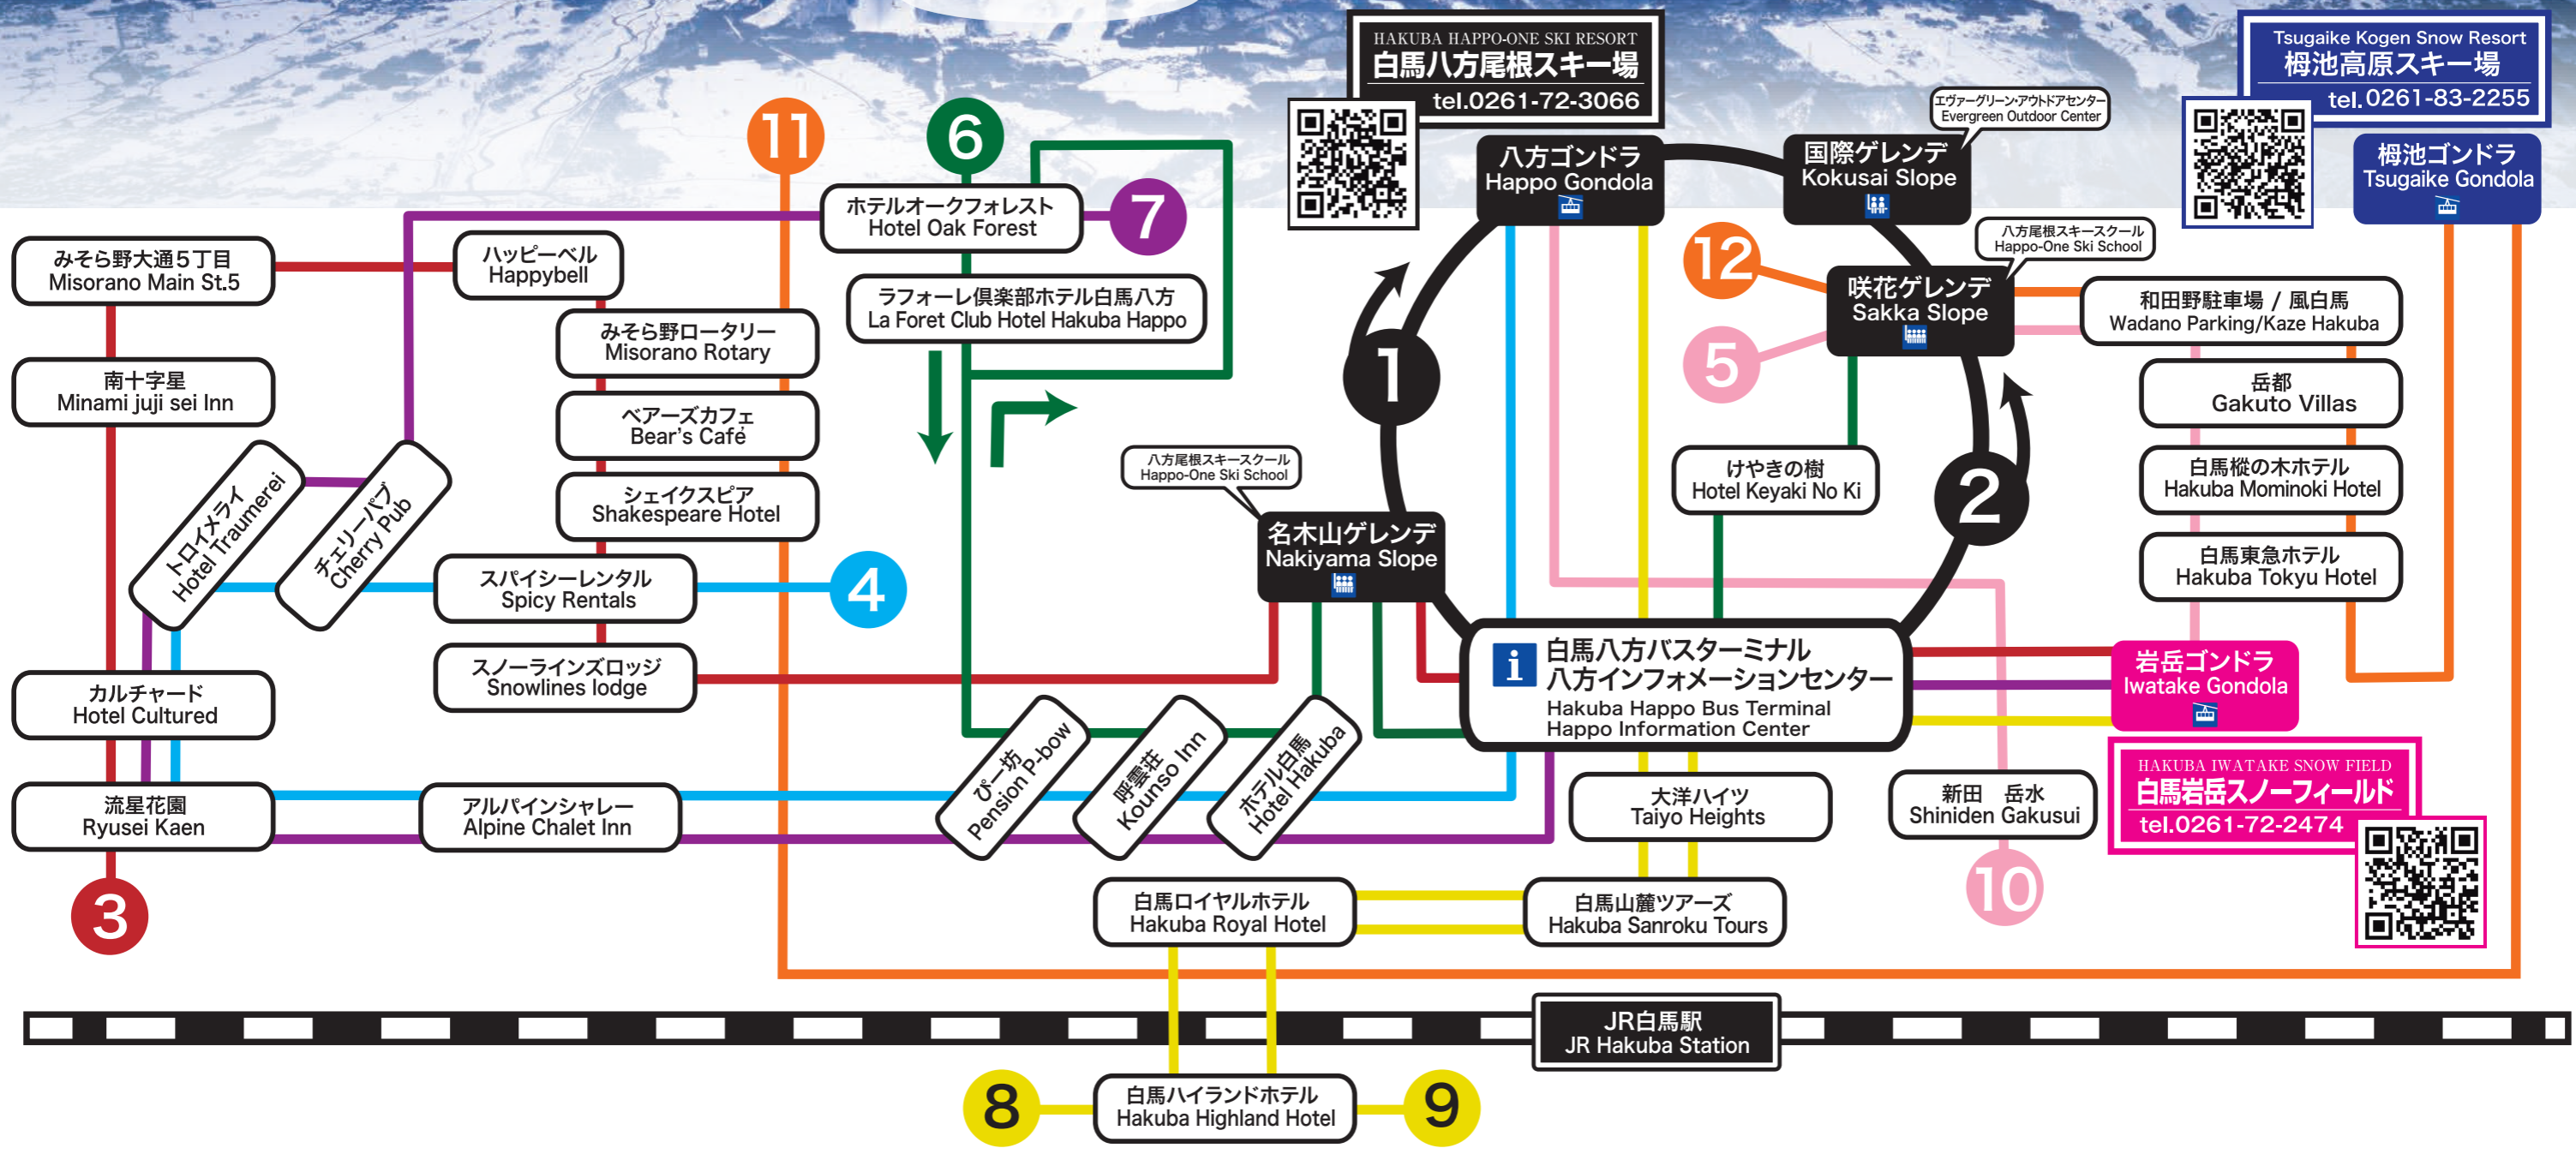 HAKUBA HAPPO-ONE SKI RESORT
白馬八方尾根スキー場
tel.0261-72-3066
Tsugaike Kogen Snow Resort
栂池高原スキー場
tel.0261-83-2255
エヴァーグリーン・アウトドアセンター
Evergreen Outdoor Center
11
6
八方ゴンドラ
Happo Gondola
国際ゲレンデ
Kokusai Slope
栂池ゴンドラ
Tsugaike Gondola
ホテルオークフォレスト
Hotel Oak Forest
7
八方尾根スキースクール
Happo-One Ski School
12
みそら野大通5丁目
Misorano Main St.5
ハッピーベル
Happybell
ラフォーレ倶楽部ホテル白馬八方
La Foret Club Hotel Hakuba Happo
咲花ゲレンデ
Sakka Slope
和田野駐車場 / 風白馬
Wadano Parking/Kaze Hakuba
みそら野ロータリー
Misorano Rotary
1
5
南十字星
Minami juji sei Inn
岳都
Gakuto Villas
ベアーズカフェ
Bear's Café
八方尾根スキースクール
Happo-One Ski School
けやきの樹
Hotel Keyaki No Ki
2
白馬樅の木ホテル
Hakuba Mominoki Hotel
トロイメライ
Hotel Traumerei
チェリーパブ
Cherry Pub
シェイクスピア
Shakespeare Hotel
名木山ゲレンデ
Nakiyama Slope
白馬東急ホテル
Hakuba Tokyu Hotel
スパイシーレンタル
Spicy Rentals
4
スノーラインズロッジ
Snowlines lodge
i
白馬八方バスターミナル
八方インフォメーションセンター
Hakuba Happo Bus Terminal
Happo Information Center
岩岳ゴンドラ
Iwatake Gondola
カルチャード
Hotel Cultured
ぴー坊
Pension P-bow
呼雲荘
Kounso Inn
ホテル白馬
Hotel Hakuba
HAKUBA IWATAKE SNOW FIELD
白馬岩岳スノーフィールド
tel.0261-72-2474
流星花園
Ryusei Kaen
アルパインシャレー
Alpine Chalet Inn
大洋ハイツ
Taiyo Heights
新田 岳水
Shiniden Gakusui
3
10
白馬ロイヤルホテル
Hakuba Royal Hotel
白馬山麓ツアーズ
Hakuba Sanroku Tours
JR白馬駅
JR Hakuba Station
8
白馬ハイランドホテル
Hakuba Highland Hotel
9